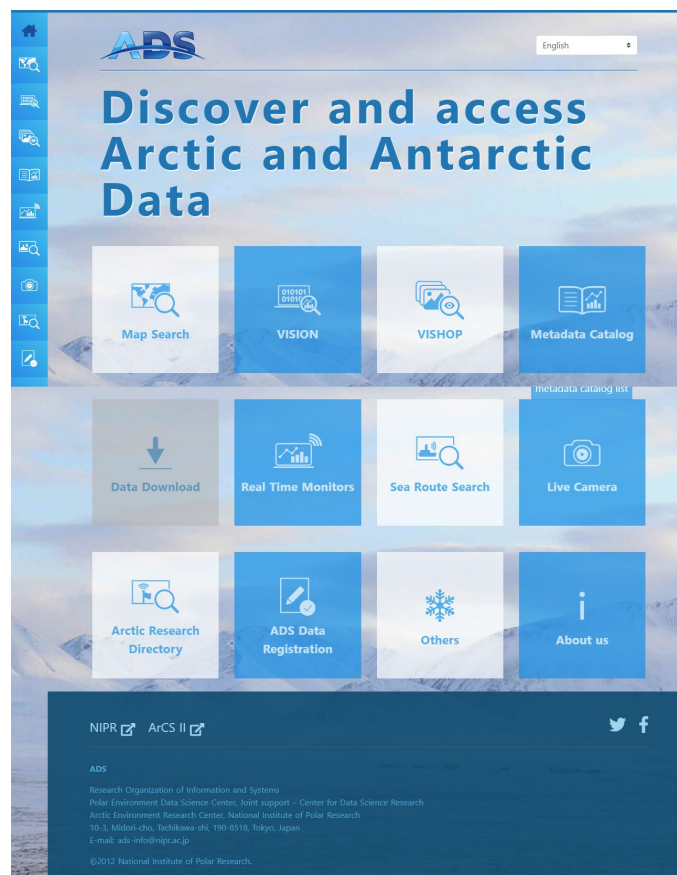 ADS
English
Discover and access
Arctic and Antarctic
Data
010101
0101
Map Search
VISION
VISHOP
Metadata Catalog
metadata catalog list
Data Download
Real Time Monitors
Sea Route Search
Live Camera
Arctic Research
Directory
ADS Data
Registration
Others
About us
NIPR
ArCS II
ADS
Research Organization of Information and Systems
Polar Environment Data Science Center, Joint support – Center for Data Science Research
Arctic Environment Research Center, National Institute of Polar Research
10-3, Midori-cho, Tachikawa-shi, 190-8518, Tokyo, Japan
E-mail: ads-info@nipr.ac.jp
©2012 National Institute of Polar Research.